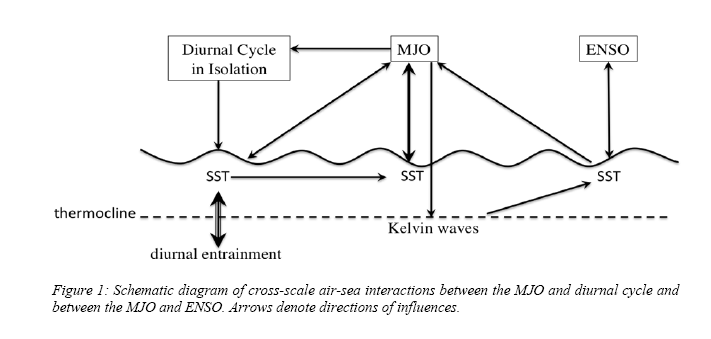 Diurnal Cycle
in Isolation
MJO
ENSO
SST
SST
SST
thermocline
Kelvin waves
diurnal entrainment
Figure 1: Schematic diagram of cross-scale air-sea interactions between the MJO and diurnal cycle and
between the MJO and ENSO. Arrows denote directions of influences.